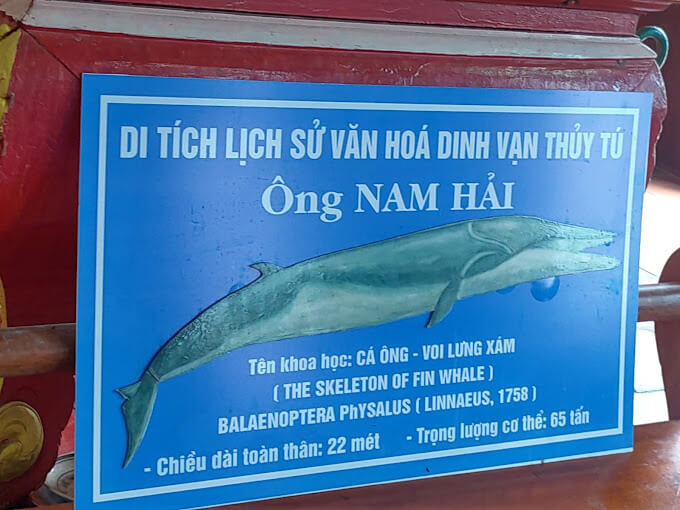 DI TÍCH LỊCH SỬ VĂN HOÁ DINH VẠN THỦY TÚ
Ông NAM HẢI
Tên khoa học: CÁ ÔNG - VOI LƯNG XÁM
( THE SKELETON OF FIN WHALE )
BALAENOPTERA PhYSALUS ( LINNAEUS, 1758 )
- Chiều dài toàn thân: 22 mét - Trọng lượng cơ thể: 65 tấn